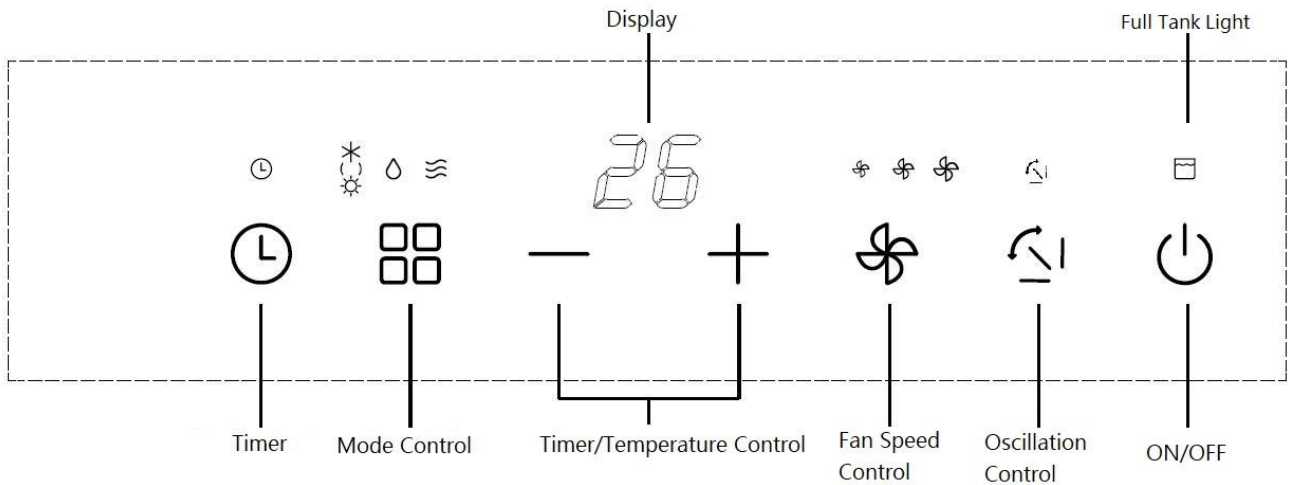 Display
Full Tank Light
26
Timer
Mode Control
Timer/Temperature Control
Fan Speed
Control
Oscillation
Control
ON/OFF